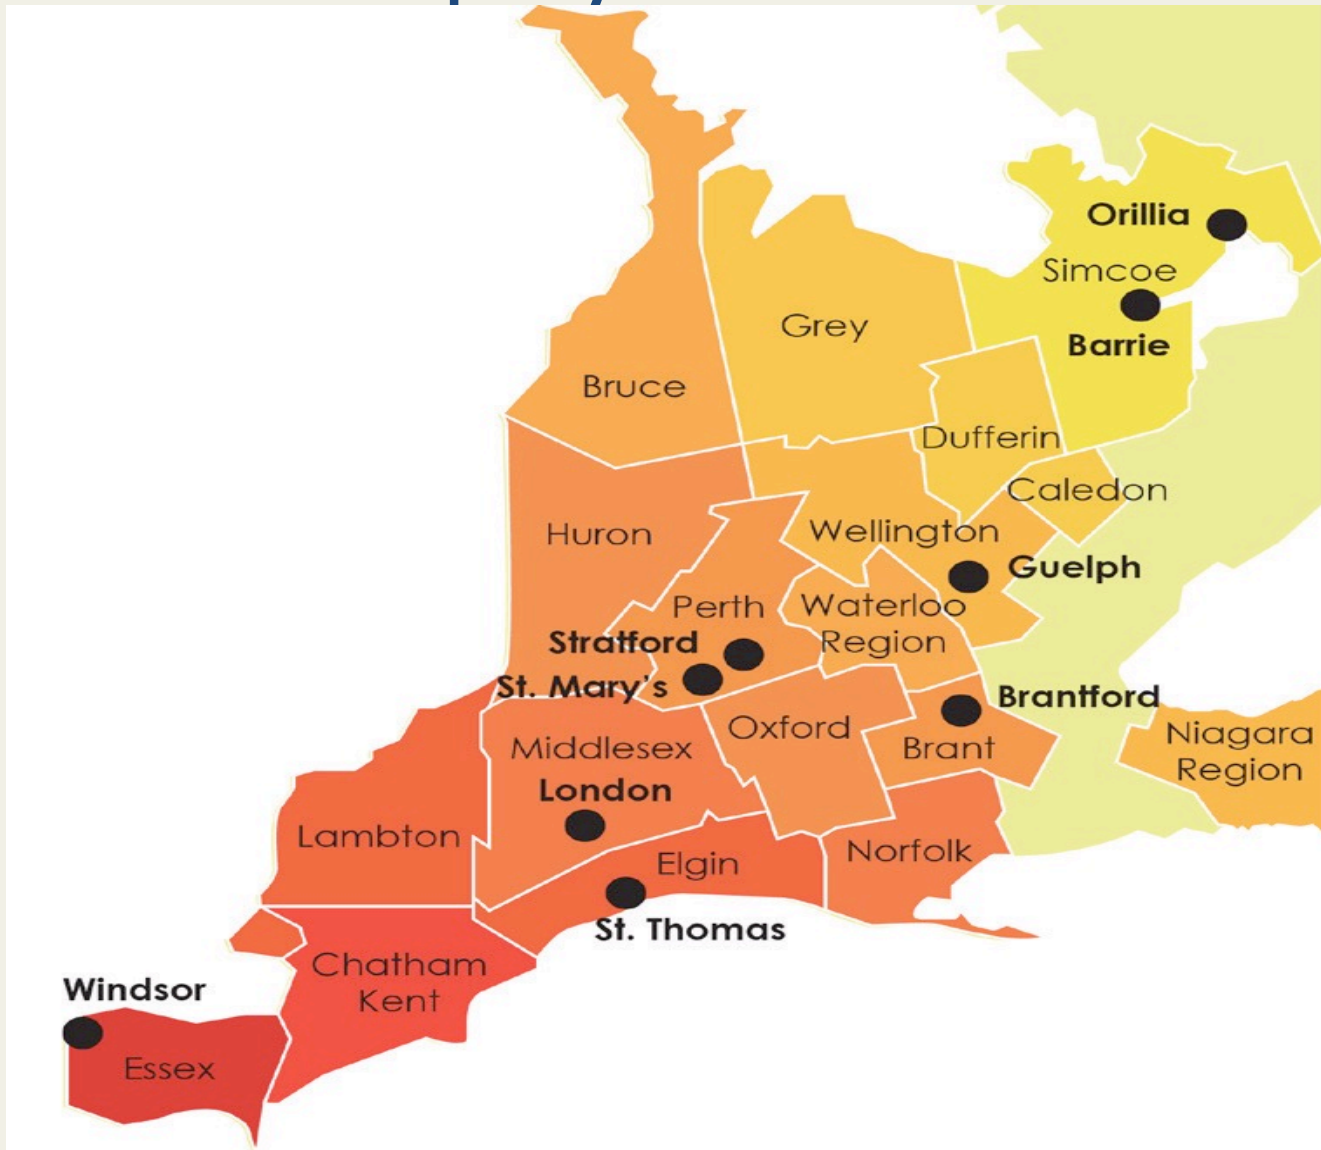 Orillia
Simcoe
Barrie
Grey
Bruce
Dufferin
Caledon
Huron
Wellington
Guelph
Perth
Waterloo
Region
Stratford
St. Mary's
Brantford
Oxford
Brant
Niagara
Region
Middlesex
London
Lambton
Elgin
Norfolk
St. Thomas
Chatham
Kent
Windsor
Essex